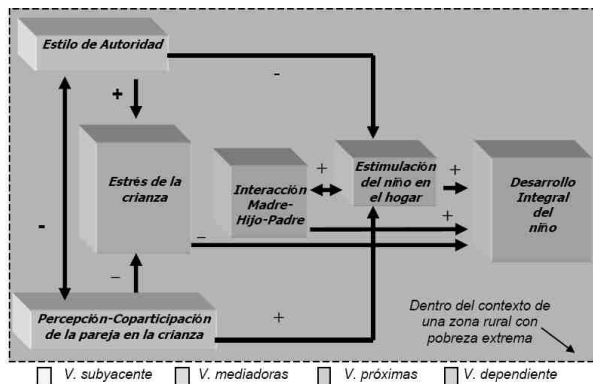 Estilo de Autoridad
-
+
Estrés de la
crianza
Interacción
Madre-
Hijo-Padre
+
Estimulación
del niño en
el hogar
+
+
Desarrollo
Integral
del
niño
-
–
–
Percepción-Coparticipación
de la pareja en la crianza
+
Dentro del contexto de
una zona rural con
pobreza extrema
V. subyacente V. mediadoras V. próximas V. dependiente